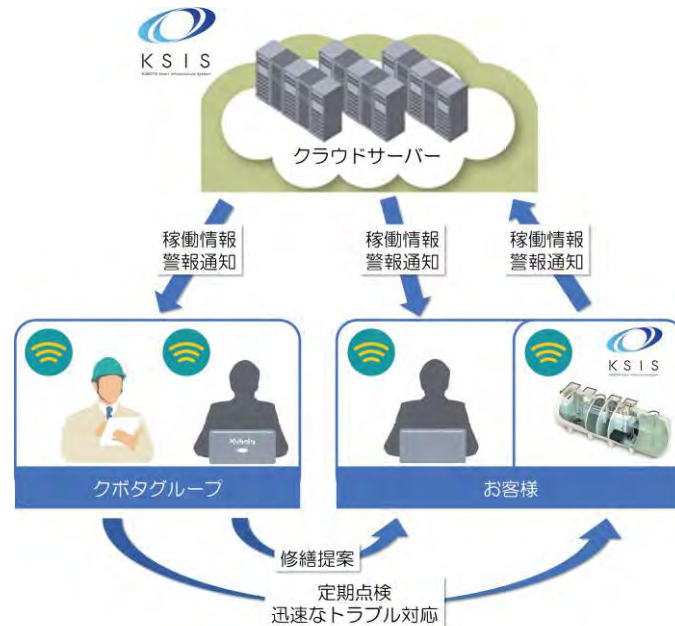 KSIS
KUBOTA Smart Infrastructure System
クラウドサーバー
稼働情報
警報通知
稼働情報
警報通知
稼働情報
警報通知
KSIS
Kubota
クボタグループ
お客様
修繕提案
定期点検
迅速なトラブル対応